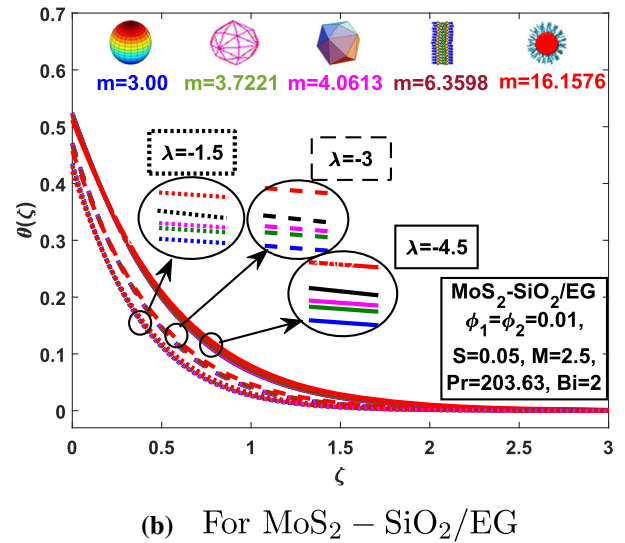 0.7
m=3.00 m=3.7221 m=4.0613 m=6.3598 m=16.1576
0.6
0.5
λ=-1.5
λ=-3
0.4
θ(ζ)
0.3
λ=-4.5
0.2
MoS₂-SiO₂/EG
ϕ₁=ϕ₂=0.01,
S=0.05, M=2.5,
Pr=203.63, Bi=2
0.1
0
0 0.5 1 1.5 2 2.5 3
ζ
(b) For MoS₂ − SiO₂/EG